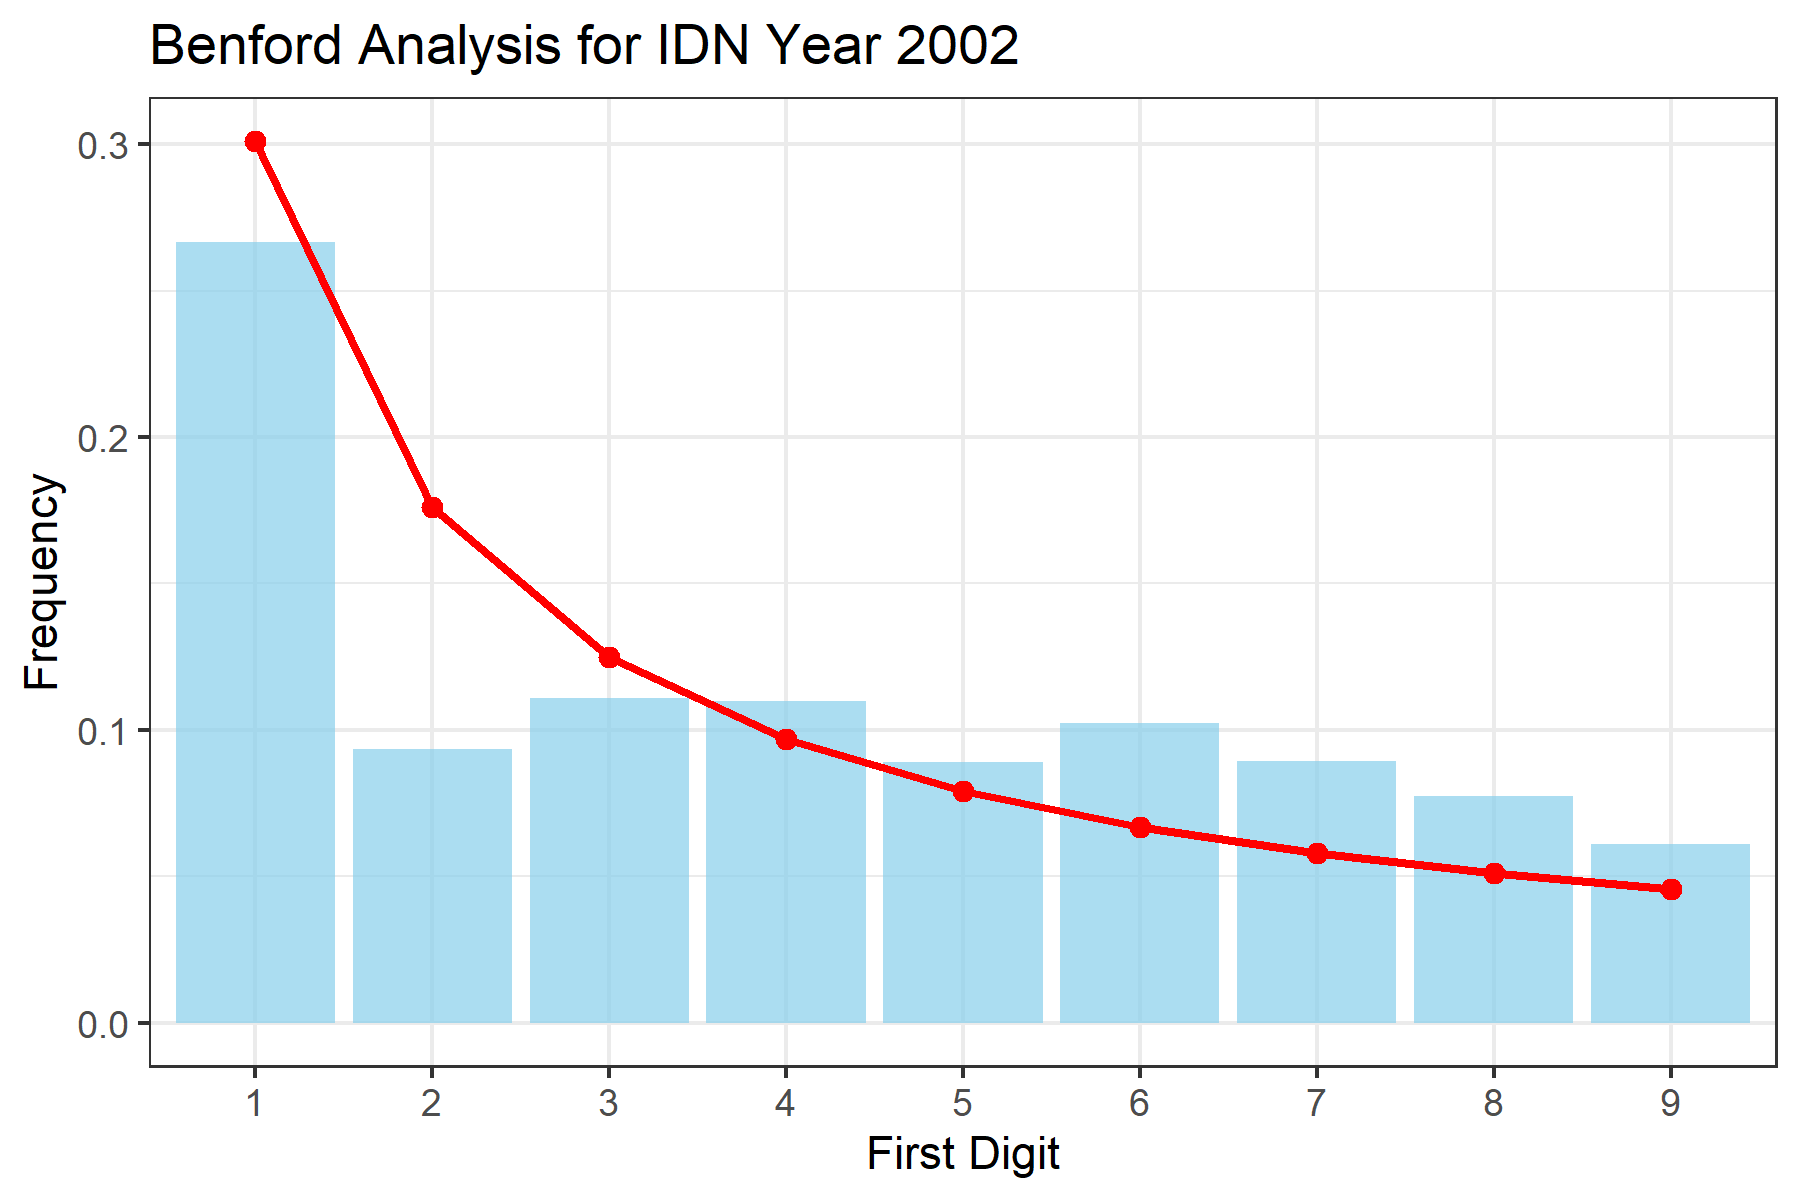 Benford Analysis for IDN Year 2002
0.3
0.2
0.1
0.0
Frequency
1 2 3 4 5 6 7 8 9
First Digit